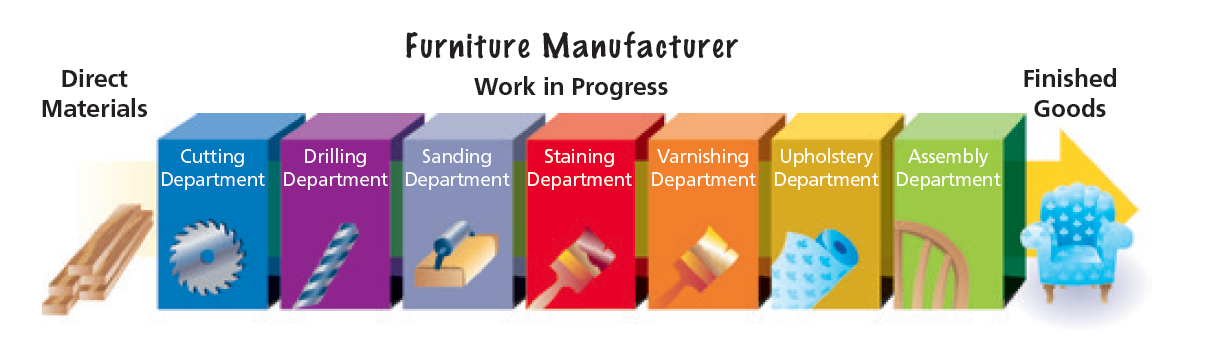 Furniture Manufacturer
Work in Progress
Direct
Materials
Cutting
Department
Drilling
Department
Sanding
Department
Staining
Department
Varnishing
Department
Upholstery
Department
Assembly
Department
Finished
Goods